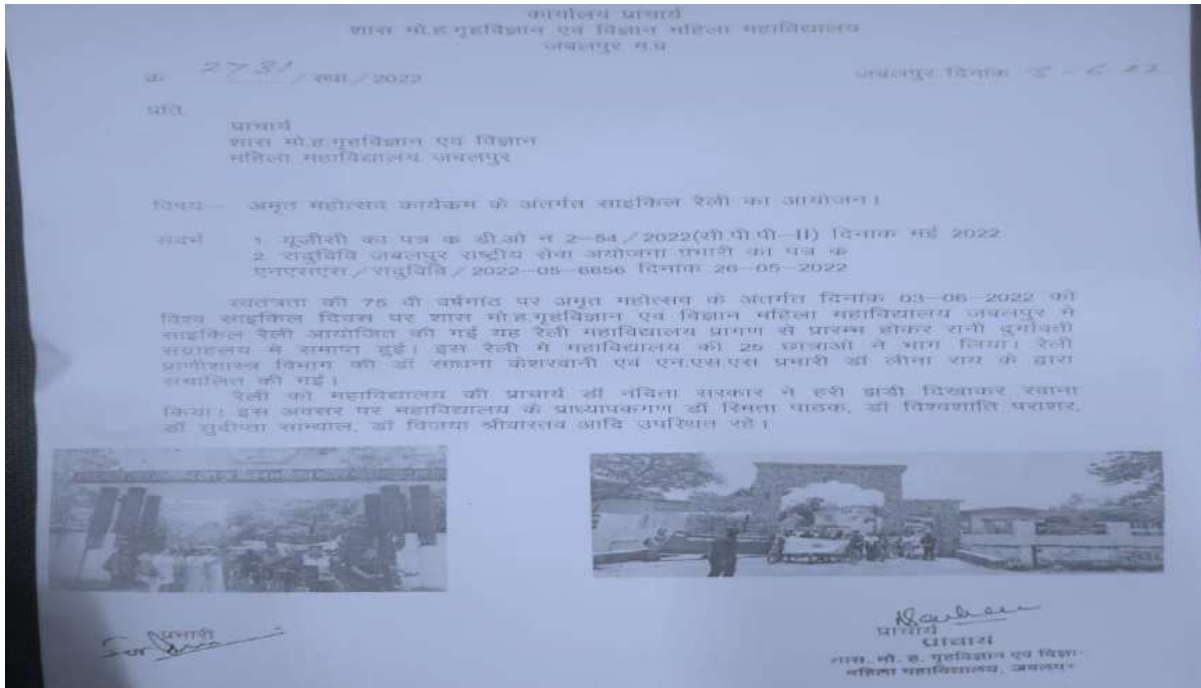 कार्यालय प्राचार्य
शास मो.ह.गृहविज्ञान एवं विज्ञान महिला महाविद्यालय
जबलपुर म.प्र
क 2731 / स्था / 2022 जबलपुर दिनांक - 6.22
प्रति
प्राचार्य
शास मो.ह.गृहविज्ञान एवं विज्ञान
महिला महाविद्यालय जबलपुर
विषय— अमृत महोत्सव कार्यक्रम के अंतर्गत साइकिल रैली का आयोजन।
संदर्भ 1. यूजीसी का पत्र क डी.ओ न 2—54/2022(सी.पी.पी—II) दिनांक मई 2022
2. रादुविवि जबलपुर राष्ट्रीय सेवा अयोजना प्रभारी का पत्र क
एनएसएस/रादुविवि/2022—05—6656 दिनांक 26—05—2022
स्वतंत्रता की 75 वी वर्षगांठ पर अमृत महोत्सव के अंतर्गत दिनांक 03—06—2022 को
विश्व साइकिल दिवस पर शास मो.ह.गृहविज्ञान एवं विज्ञान महिला महाविद्यालय जबलपुर में
साइकिल रैली आयोजित की गई यह रैली महाविद्यालय प्रांगण से प्रारम्भ होकर रानी दुर्गावती
संग्रहालय में समाप्त हुई। इस रैली में महाविद्यालय की 25 छात्राओं ने भाग लिया। रैली
प्राणीशास्त्र विभाग की डॉ साधना केशरवानी एवं एन.एस.एस प्रभारी डॉ लीना राय के द्वारा
संचालित की गई।
रैली को महाविद्यालय की प्राचार्य डॉ नंदिता सरकार ने हरी झंडी दिखाकर रवाना
किया। इस अवसर पर महाविद्यालय के प्राध्यापकगण डॉ स्मिता पाठक, डॉ विश्वशांति पराशर,
डॉ सुदीप्ता सान्याल, डॉ विजया श्रीवास्तव आदि उपस्थित रहे।
प्रभारी
प्राचार्य
प्राचार्य
शास. मो. ह. गृहविज्ञान एवं विज्ञा
महिला महाविद्यालय, जबलपुर